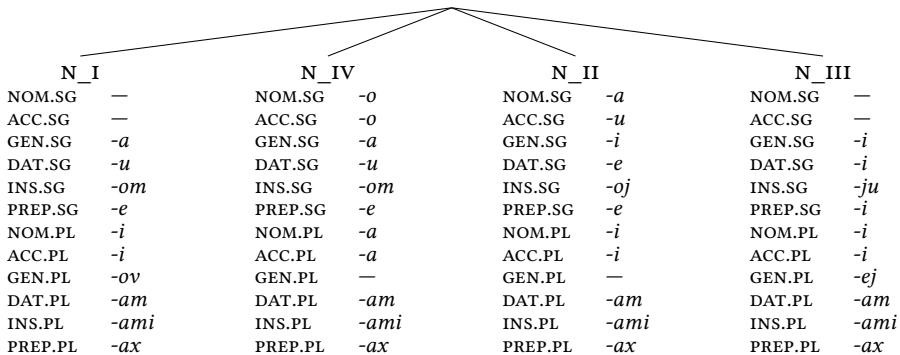 N_I N_IV N_II N_III
NOM.SG — NOM.SG -o NOM.SG -a NOM.SG —
ACC.SG — ACC.SG -o ACC.SG -u ACC.SG —
GEN.SG -a GEN.SG -a GEN.SG -i GEN.SG -i
DAT.SG -u DAT.SG -u DAT.SG -e DAT.SG -i
INS.SG -om INS.SG -om INS.SG -oj INS.SG -ju
PREP.SG -e PREP.SG -e PREP.SG -e PREP.SG -i
NOM.PL -i NOM.PL -a NOM.PL -i NOM.PL -i
ACC.PL -i ACC.PL -a ACC.PL -i ACC.PL -i
GEN.PL -ov GEN.PL — GEN.PL — GEN.PL -ej
DAT.PL -am DAT.PL -am DAT.PL -am DAT.PL -am
INS.PL -ami INS.PL -ami INS.PL -ami INS.PL -ami
PREP.PL -ax PREP.PL -ax PREP.PL -ax PREP.PL -ax